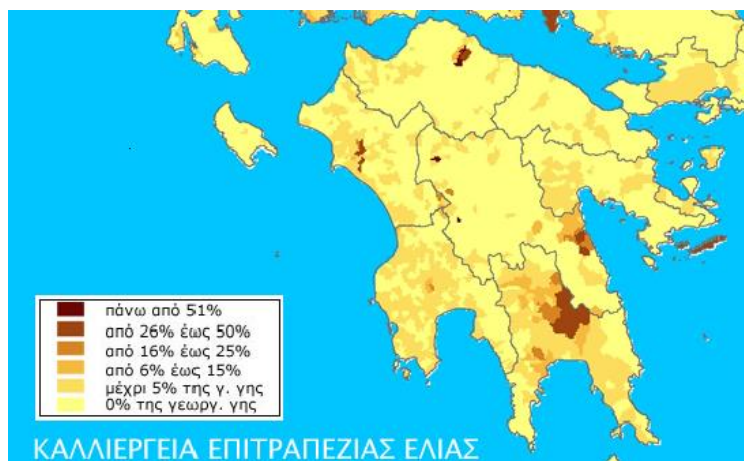 πάνω από 51%
από 26% έως 50%
από 16% έως 25%
από 6% έως 15%
μέχρι 5% της γ. γης
0% της γεωργ. γης
ΚΑΛΛΙΕΡΓΕΙΑ ΕΠΙΤΡΑΠΕΖΙΑΣ ΕΛΙΑΣ